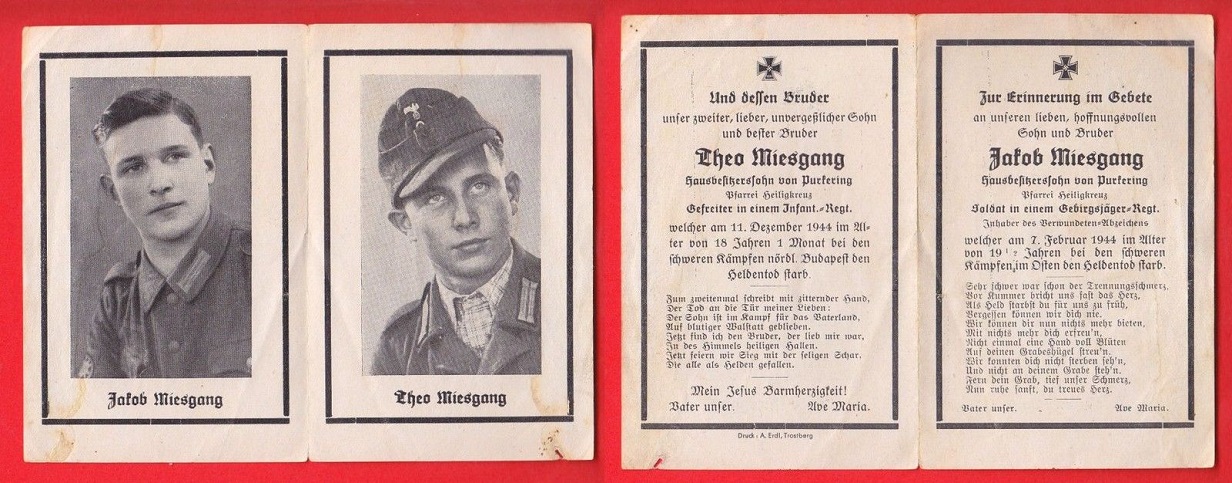 Jakob Miesgang
Theo Miesgang
Und dessen Bruder
unser zweiter, lieber, unvergeßlicher Sohn
und bester Bruder
Theo Miesgang
Hausbesitzerssohn von Purkering
Pfarrei Heiligkreuz
Gefreiter in einem Infant.-Regt.
welcher am 11. Dezember 1944 im Al-
ter von 18 Jahren 1 Monat bei den
schweren Kämpfen nördl. Budapest den
Heldentod starb.
Zum zweitenmal schreibt mit zitternder Hand,
Der Tod an die Tür meiner Lieben:
Der Sohn ist im Kampf für das Vaterland,
Auf blutiger Walstatt geblieben.
Jetzt find ich den Bruder, der lieb mir war,
In des Himmels heiligen Hallen.
Jetzt feiern wir Sieg mit der seligen Schar.
Die alle als Helden gefallen.
Mein Jesus Barmherzigkeit!
Vater unser. Ave Maria.
Druck: A. Erdl, Trostberg
Zur Erinnerung im Gebete
an unseren lieben, hoffnungsvollen
Sohn und Bruder
Jakob Miesgang
Hausbesitzerssohn von Purkering
Pfarrei Heiligkreuz
Soldat in einem Gebirgsjäger-Regt.
Inhaber des Verwundeten-Abzeichens
welcher am 7. Februar 1944 im Alter
von 19 1/2 Jahren bei den schweren
Kämpfen im Osten den Heldentod starb.
Sehr schwer war schon der Trennungsschmerz,
Vor Kummer bricht uns fast das Herz.
Als Held starbst du für uns zu früh,
Vergessen können wir dich nie.
Wir können dir nun nichts mehr bieten,
Mit nichts mehr dich erfreu'n,
Nicht einmal eine Hand voll Blüten
Auf deinen Grabeshügel streu'n.
Wir konnten dich nicht sterben seh'n,
Und nicht an deinem Grabe steh'n.
Fern dein Grab, tief unser Schmerz,
Nun ruhe sanft, du treues Herz.
Vater unser. Ave Maria.